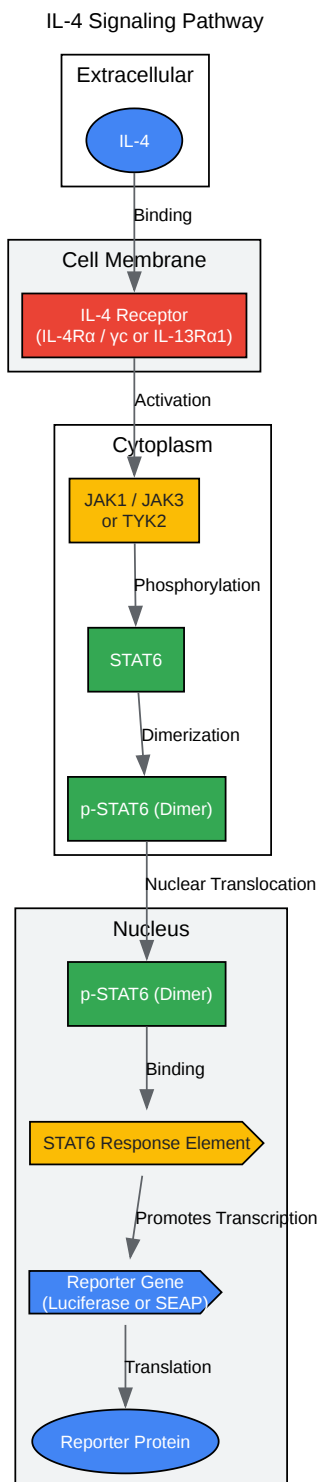 IL-4 Signaling Pathway
Extracellular
IL-4
Binding
Cell Membrane
IL-4 Receptor
(IL-4Rα / γc or IL-13Rα1)
Activation
Cytoplasm
JAK1 / JAK3
or TYK2
Phosphorylation
STAT6
Dimerization
p-STAT6 (Dimer)
Nuclear Translocation
Nucleus
p-STAT6 (Dimer)
Binding
STAT6 Response Element
Promotes Transcription
Reporter Gene
(Luciferase or SEAP)
Translation
Reporter Protein